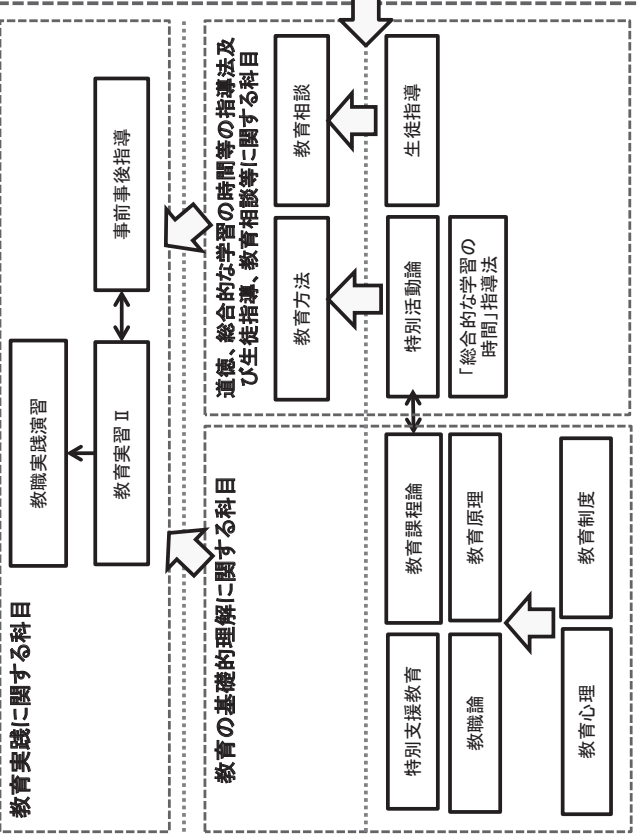 教育実践に関する科目
教職実践演習
教育実習Ⅱ
事前事後指導
教育の基礎的理解に関する科目
特別支援教育
教育課程論
教職論
教育原理
教育心理
教育制度
道徳、総合的な学習の時間等の指導法及
び生徒指導、教育相談等に関する科目
教育方法
教育相談
特別活動論
生徒指導
「総合的な学習の
時間」指導法